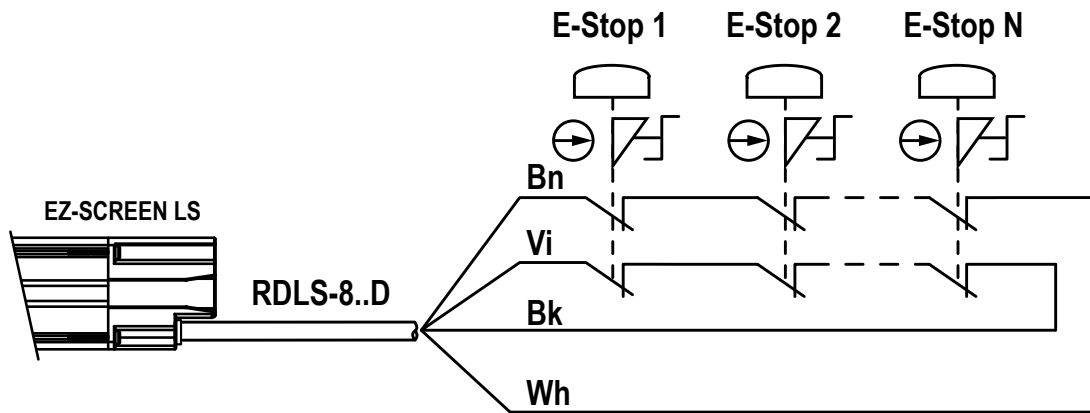 E-Stop 1 E-Stop 2 E-Stop N
Bn
EZ-SCREEN LS
Vi
RDLS-8..D
Bk
Wh